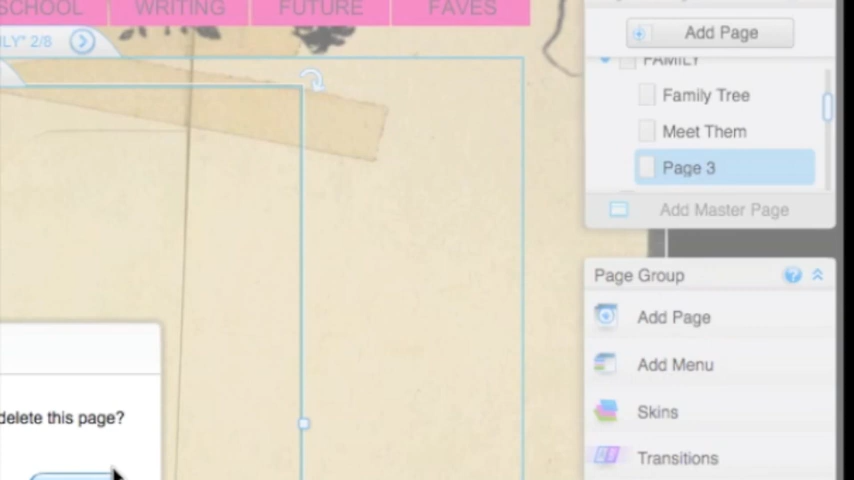 SCHOOL
WRITING
FUTURE
FAVES
ILY" 2/8
Add Page
FAMILY
Family Tree
Meet Them
Page 3
Add Master Page
Page Group
?
Add Page
Add Menu
Skins
Transitions
delete this page?